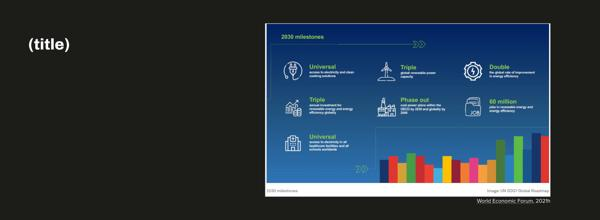 (title)
2030 milestones
Universal
access to electricity and clean
cooking solutions
Triple
global renewable power
capacity
Double
the global rate of improvement
in energy efficiency
Triple
annual investment for
renewable energy and energy
efficiency globally
Phase out
coal power plants within the
OECD by 2030 and globally by
2040
60 million
jobs in renewable energy and
energy efficiency
JOB
Universal
access to electricity in all
healthcare facilities and all
schools worldwide
2030 milestones
Image: UN SDG7 Global Roadmap
World Economic Forum, 2021h